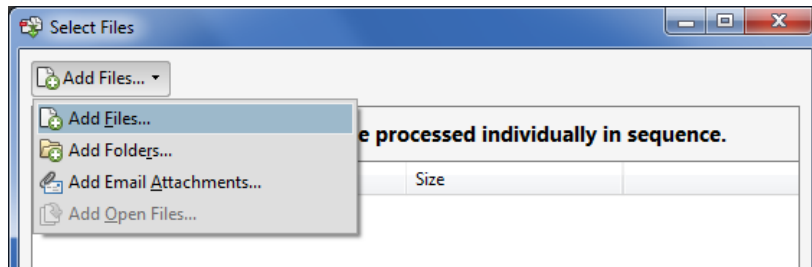 Select Files
Add Files...
Add Files...
e processed individually in sequence.
Add Folders...
Size
Add Email Attachments...
Add Open Files...